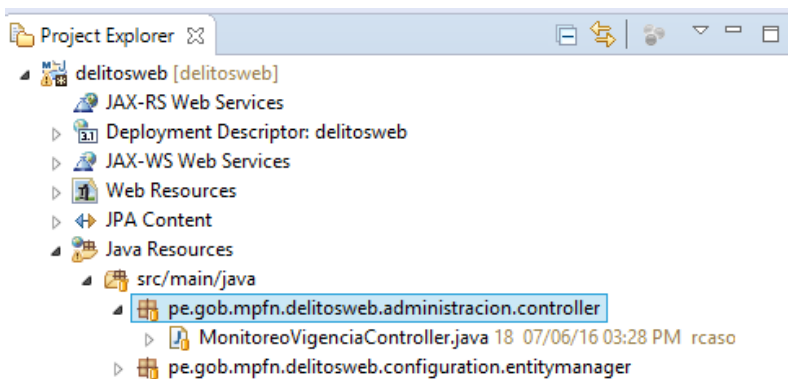 Project Explorer
delitosweb [delitosweb]
JAX-RS Web Services
Deployment Descriptor: delitosweb
JAX-WS Web Services
Web Resources
JPA Content
Java Resources
src/main/java
pe.gob.mpfn.delitosweb.administracion.controller
MonitoreoVigenciaController.java 18 07/06/16 03:28 PM rcaso
pe.gob.mpfn.delitosweb.configuration.entitymanager